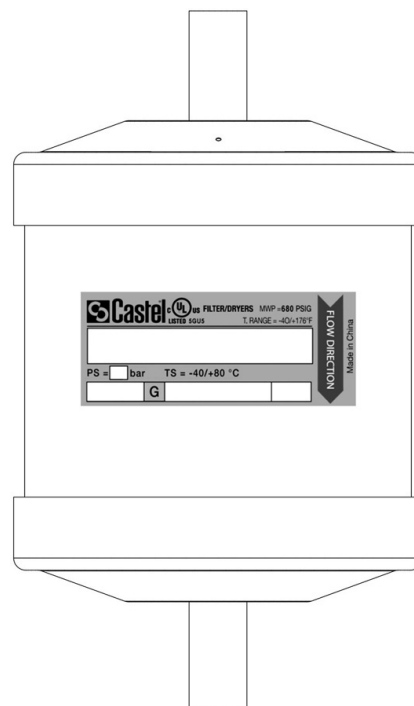 Castel c UL us FILTER/DRYERS MWP =680 PSIG
LISTED SGU5 T, RANGE = -40/+176°F
PS = bar TS = -40/+80 °C
G
FLOW DIRECTION
Made in China